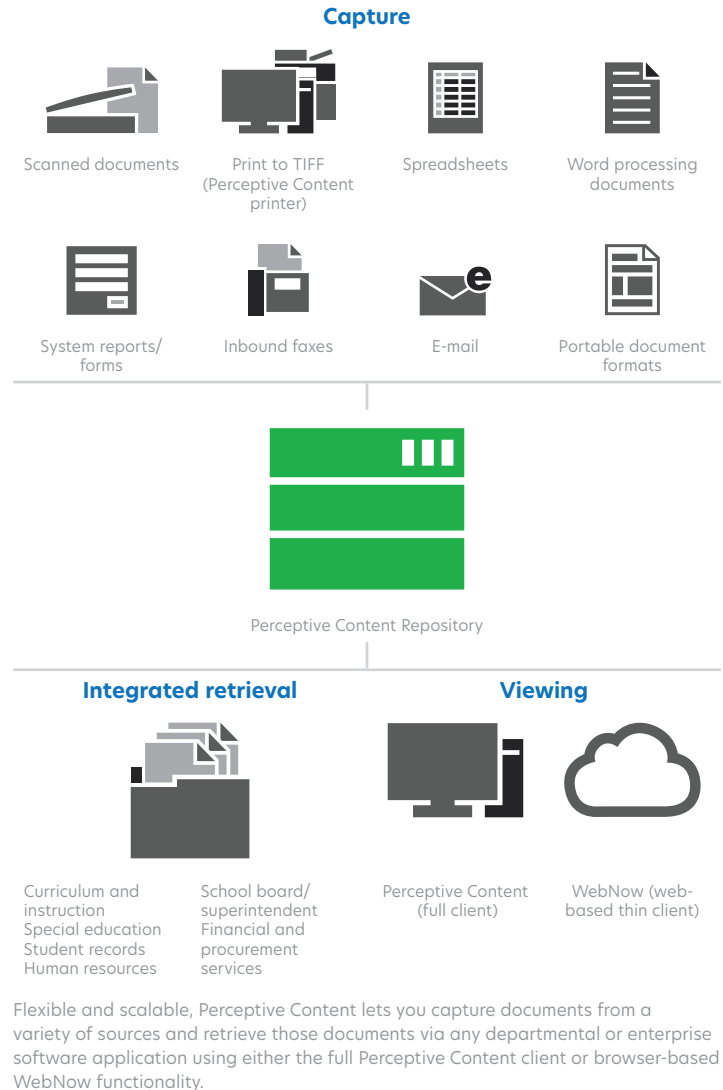 Capture
Scanned documents
Print to TIFF
(Perceptive Content
printer)
Spreadsheets
Word processing
documents
System reports/
forms
Inbound faxes
e
E-mail
Portable document
formats
Perceptive Content Repository
Integrated retrieval
Curriculum and
instruction
Special education
Student records
Human resources
School board/
superintendent
Financial and
procurement
services
Viewing
Perceptive Content
(full client)
WebNow (web-
based thin client)
Flexible and scalable, Perceptive Content lets you capture documents from a
variety of sources and retrieve those documents via any departmental or enterprise
software application using either the full Perceptive Content client or browser-based
WebNow functionality.